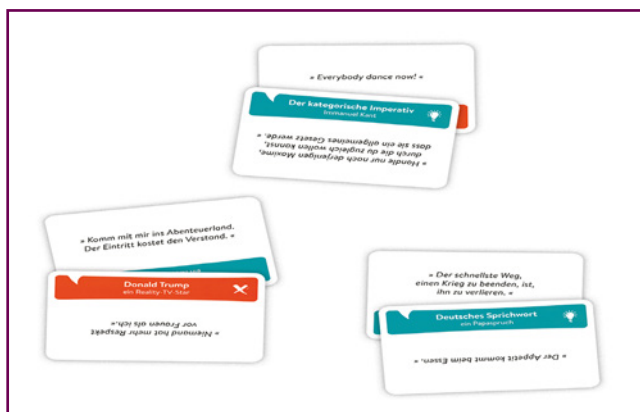 » Everybody dance now! «
Der kategorische Imperativ
Immanuel Kant
» Handle nur nach derjenigen Maxime,
durch die du zugleich wollen kannst,
dass sie ein allgemeines Gesetz werde. «
» Komm mit mir ins Abenteuerland.
Der Eintritt kostet den Verstand. «
Donald Trump
ein Reality-TV-Star
» Niemand hat mehr Respekt
vor Frauen als ich.«
» Der schnellste Weg,
einen Krieg zu beenden, ist,
ihn zu verlieren. «
Deutsches Sprichwort
ein Papaspruch
» Der Appetit kommt beim Essen. «